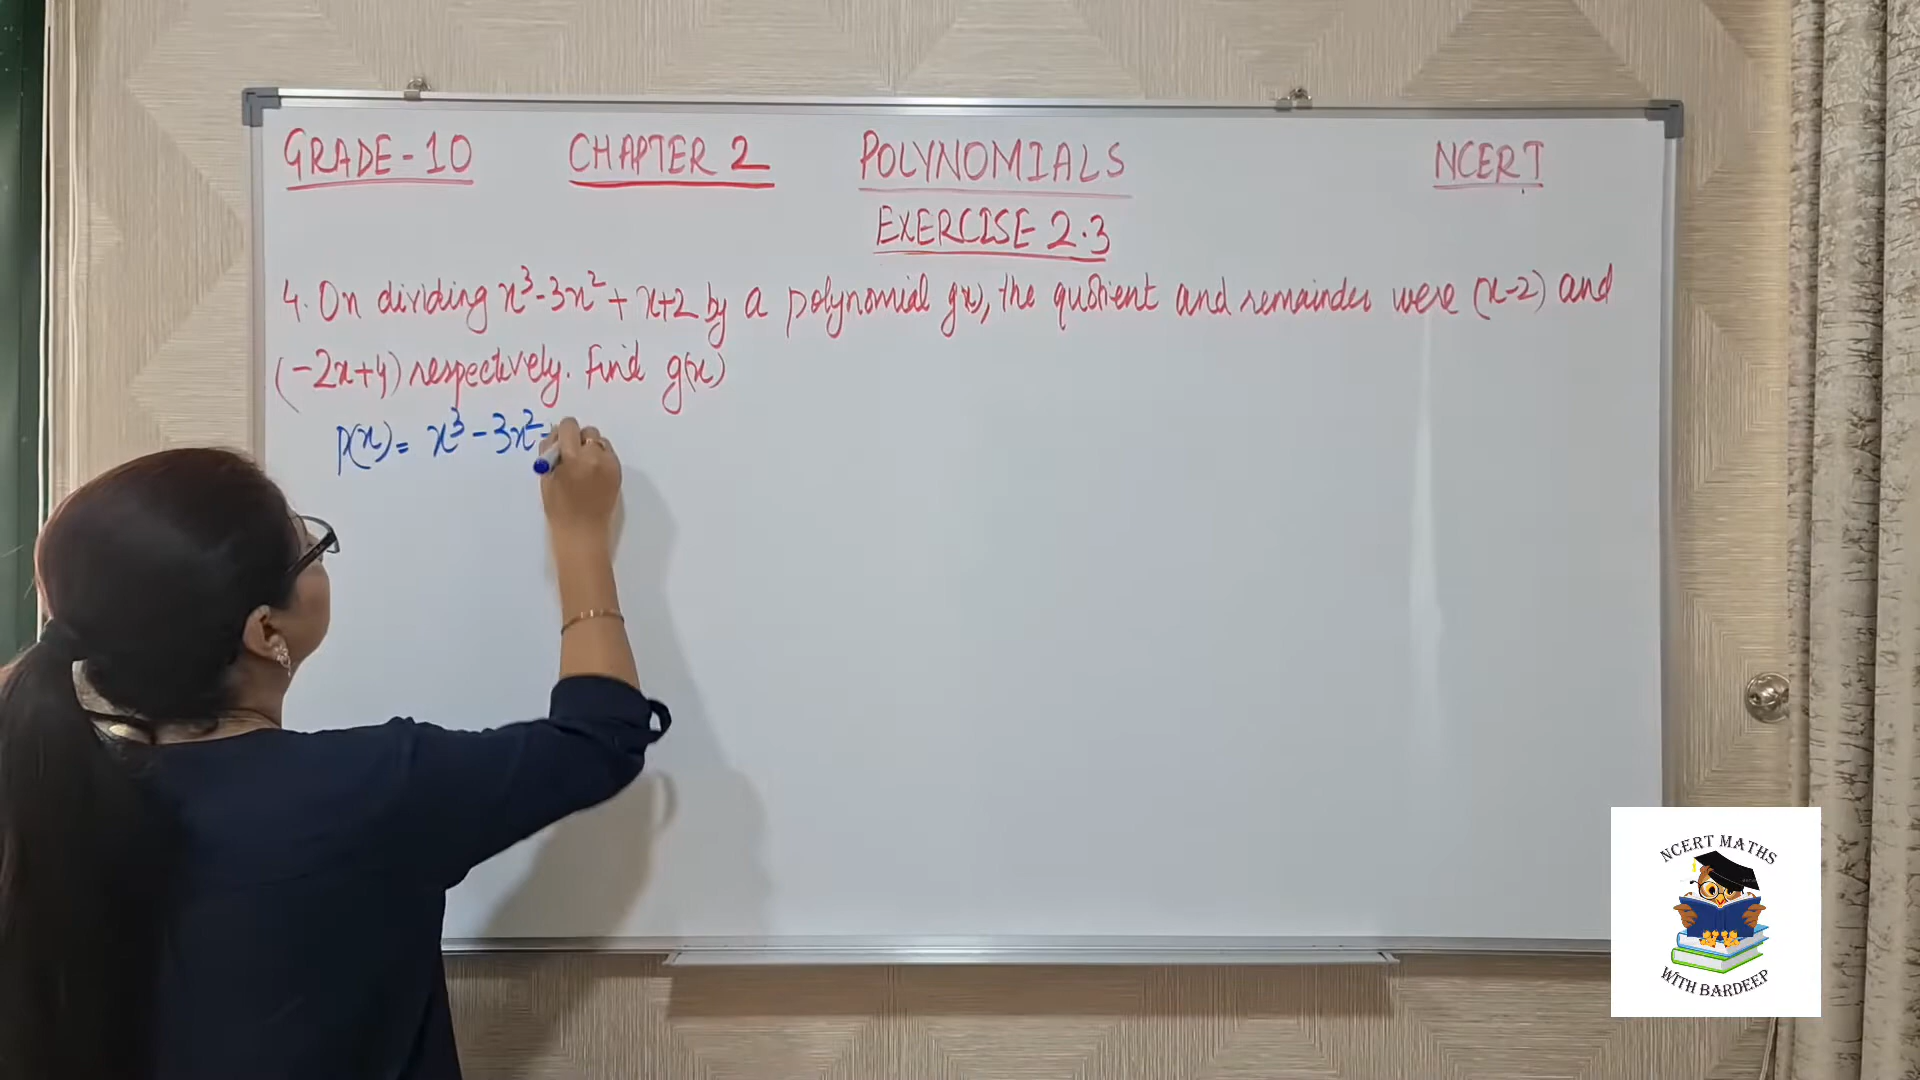 GRADE-10 CHAPTER 2 POLYNOMIALS NCERT
EXERCISE 2.3
4. On dividing x³-3x²+x+2 by a polynomial g(x), the quotient and remainder were (x-2) and
(-2x+4) respectively. Find g(x)
p(x) = x³-3x²
NCERT MATHS
WITH BARDEEP